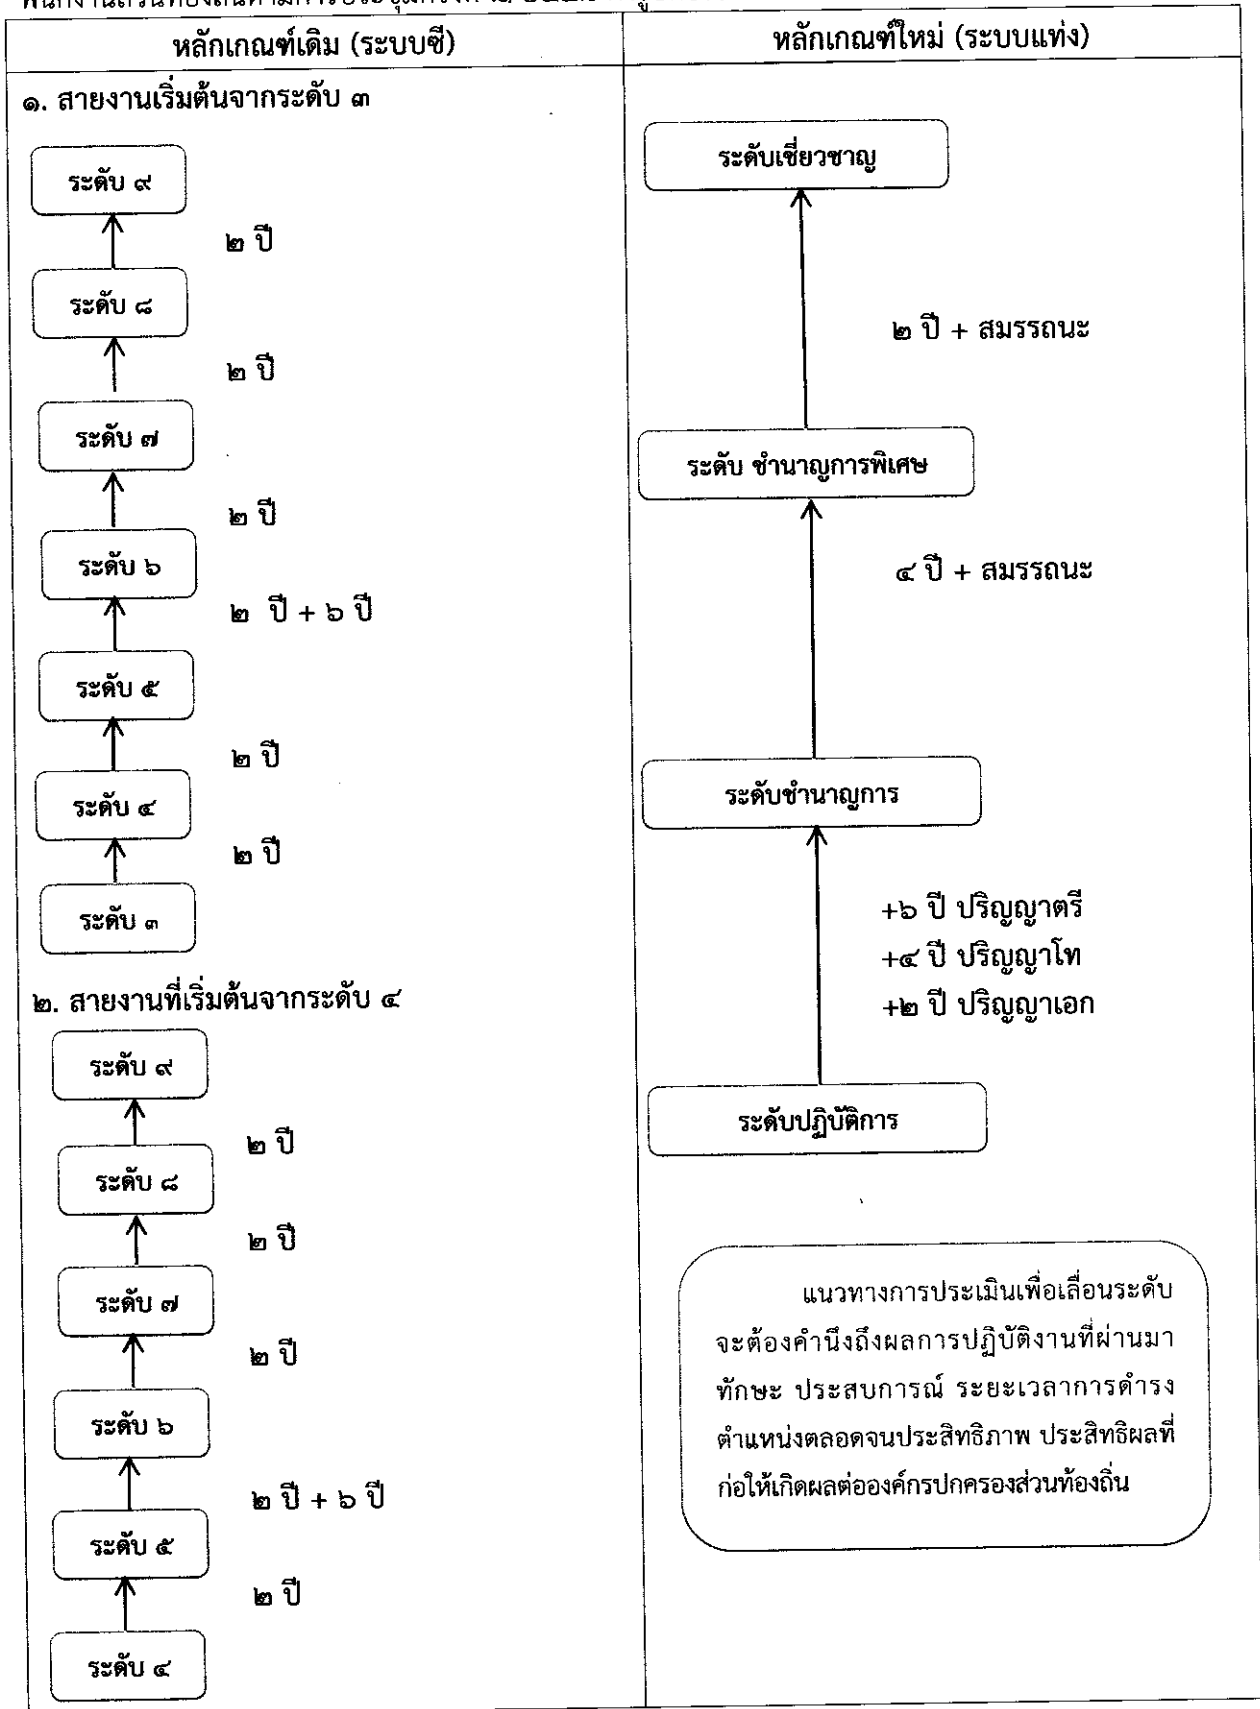 หลักเกณฑ์เดิม (ระบบซี)
๑. สายงานเริ่มต้นจากระดับ ๓
ระดับ ๙
๒ ปี
ระดับ ๘
๒ ปี
ระดับ ๗
๒ ปี
ระดับ ๖
๒ ปี + ๖ ปี
ระดับ ๕
๒ ปี
ระดับ ๔
๒ ปี
ระดับ ๓
๒. สายงานที่เริ่มต้นจากระดับ ๔
ระดับ ๙
๒ ปี
ระดับ ๘
๒ ปี
ระดับ ๗
๒ ปี
ระดับ ๖
๒ ปี + ๖ ปี
ระดับ ๕
๒ ปี
ระดับ ๔
หลักเกณฑ์ใหม่ (ระบบแท่ง)
ระดับเชี่ยวชาญ
๒ ปี + สมรรถนะ
ระดับ ชำนาญการพิเศษ
๔ ปี + สมรรถนะ
ระดับชำนาญการ
+๖ ปี ปริญญาตรี
+๔ ปี ปริญญาโท
+๒ ปี ปริญญาเอก
ระดับปฏิบัติการ
แนวทางการประเมินเพื่อเลื่อนระดับ
จะต้องคำนึงถึงผลการปฏิบัติงานที่ผ่านมา
ทักษะ ประสบการณ์ ระยะเวลาการดำรง
ตำแหน่งตลอดจนประสิทธิภาพ ประสิทธิผลที่
ก่อให้เกิดผลต่อองค์กรปกครองส่วนท้องถิ่น